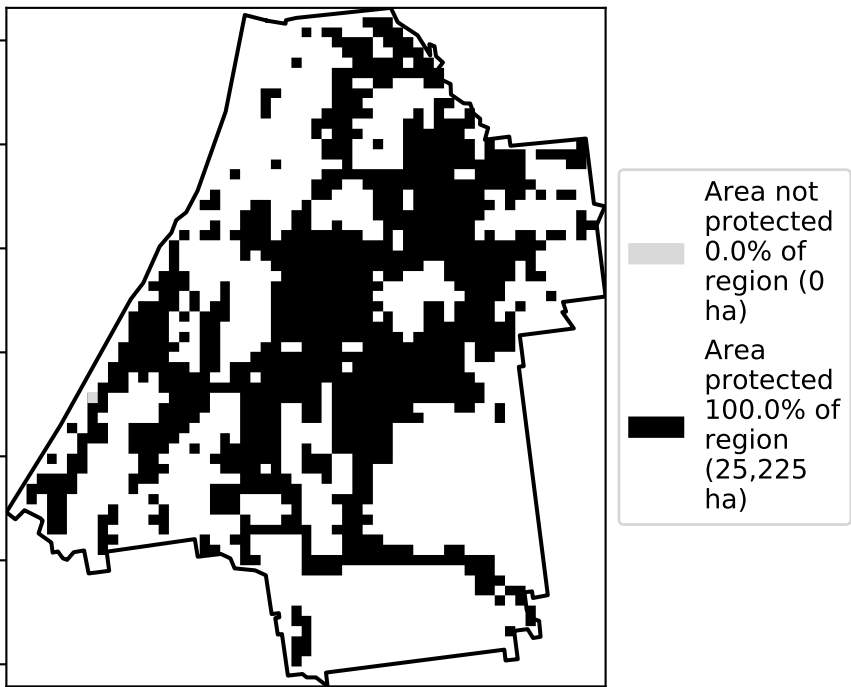 Area not
protected
0.0% of
region (0
ha)
Area
protected
100.0% of
region
(25,225
ha)